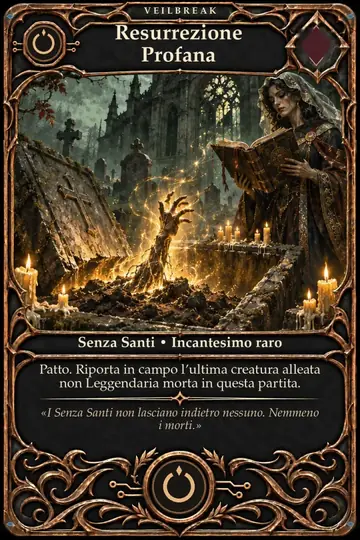 VEILBREAK
Resurrezione
Profana
Senza Santi • Incantesimo raro
Patto. Riporta in campo l'ultima creatura alleata
non Leggendaria morta in questa partita.
«I Senza Santi non lasciano indietro nessuno. Nemmeno
i morti.»